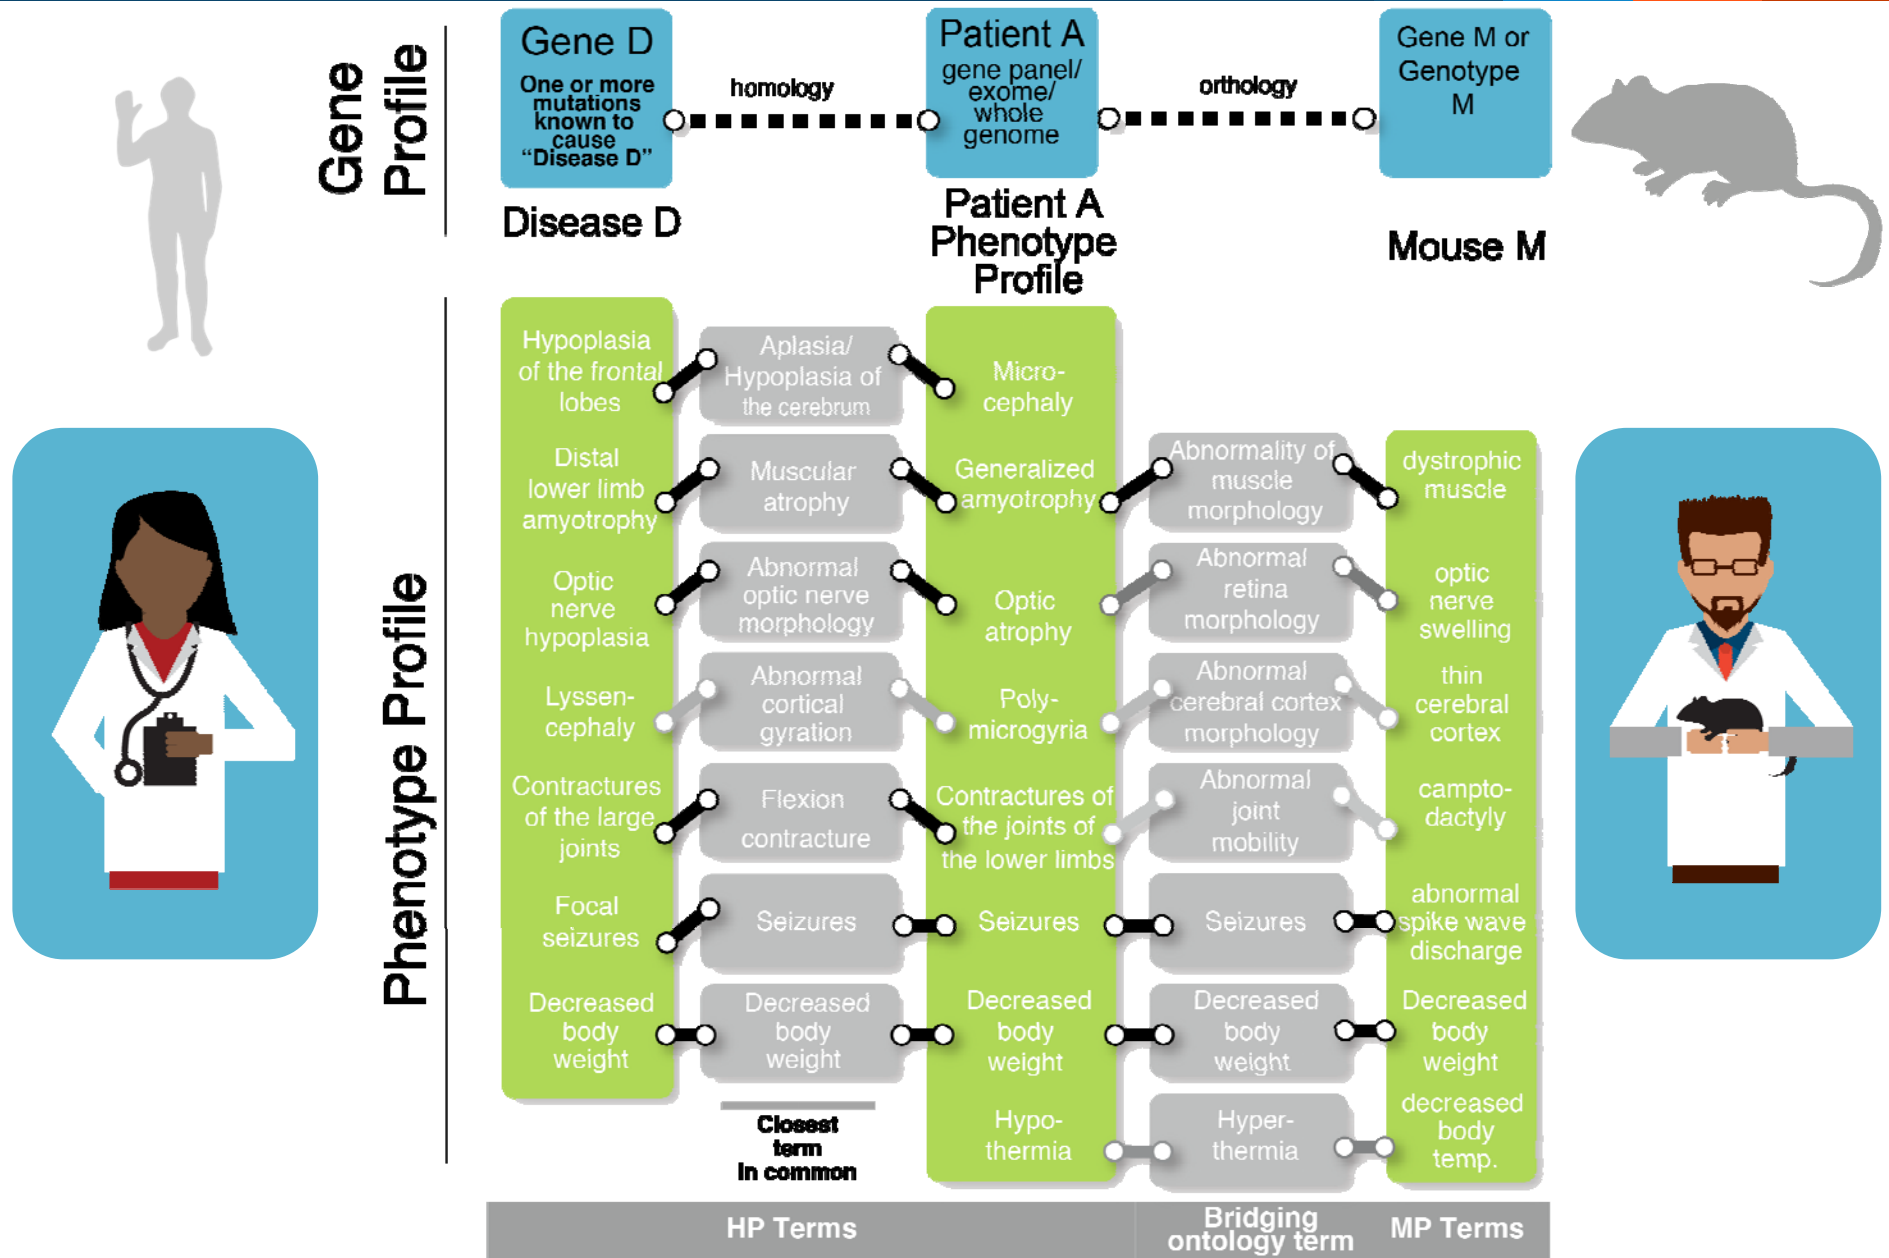 Gene
Profile
Gene D
One or more
mutations
known to
cause
“Disease D”
homology
Patient A
gene panel/
exome/
whole
genome
orthology
Gene M or
Genotype
M
Disease D
Patient A
Phenotype
Profile
Mouse M
Phenotype Profile
Hypoplasia
of the frontal
lobes
Aplasia/
Hypoplasia of
the cerebrum
Micro-
cephaly
Distal
lower limb
amyotrophy
Muscular
atrophy
Generalized
amyotrophy
Abnormality of
muscle
morphology
dystrophic
muscle
Optic
nerve
hypoplasia
Abnormal
optic nerve
morphology
Optic
atrophy
Abnormal
retina
morphology
optic
nerve
swelling
Lyssen-
cephaly
Abnormal
cortical
gyration
Poly-
microgyria
Abnormal
cerebral cortex
morphology
thin
cerebral
cortex
Contractures
of the large
joints
Flexion
contracture
Contractures of
the joints of
the lower limbs
Abnormal
joint
mobility
campto-
dactyly
Focal
seizures
Seizures
Seizures
Seizures
abnormal
spike wave
discharge
Decreased
body
weight
Decreased
body
weight
Decreased
body
weight
Decreased
body
weight
Decreased
body
weight
Closest
term
in common
Hypo-
thermia
Hyper-
thermia
decreased
body
temp.
HP Terms
Bridging
ontology term
MP Terms